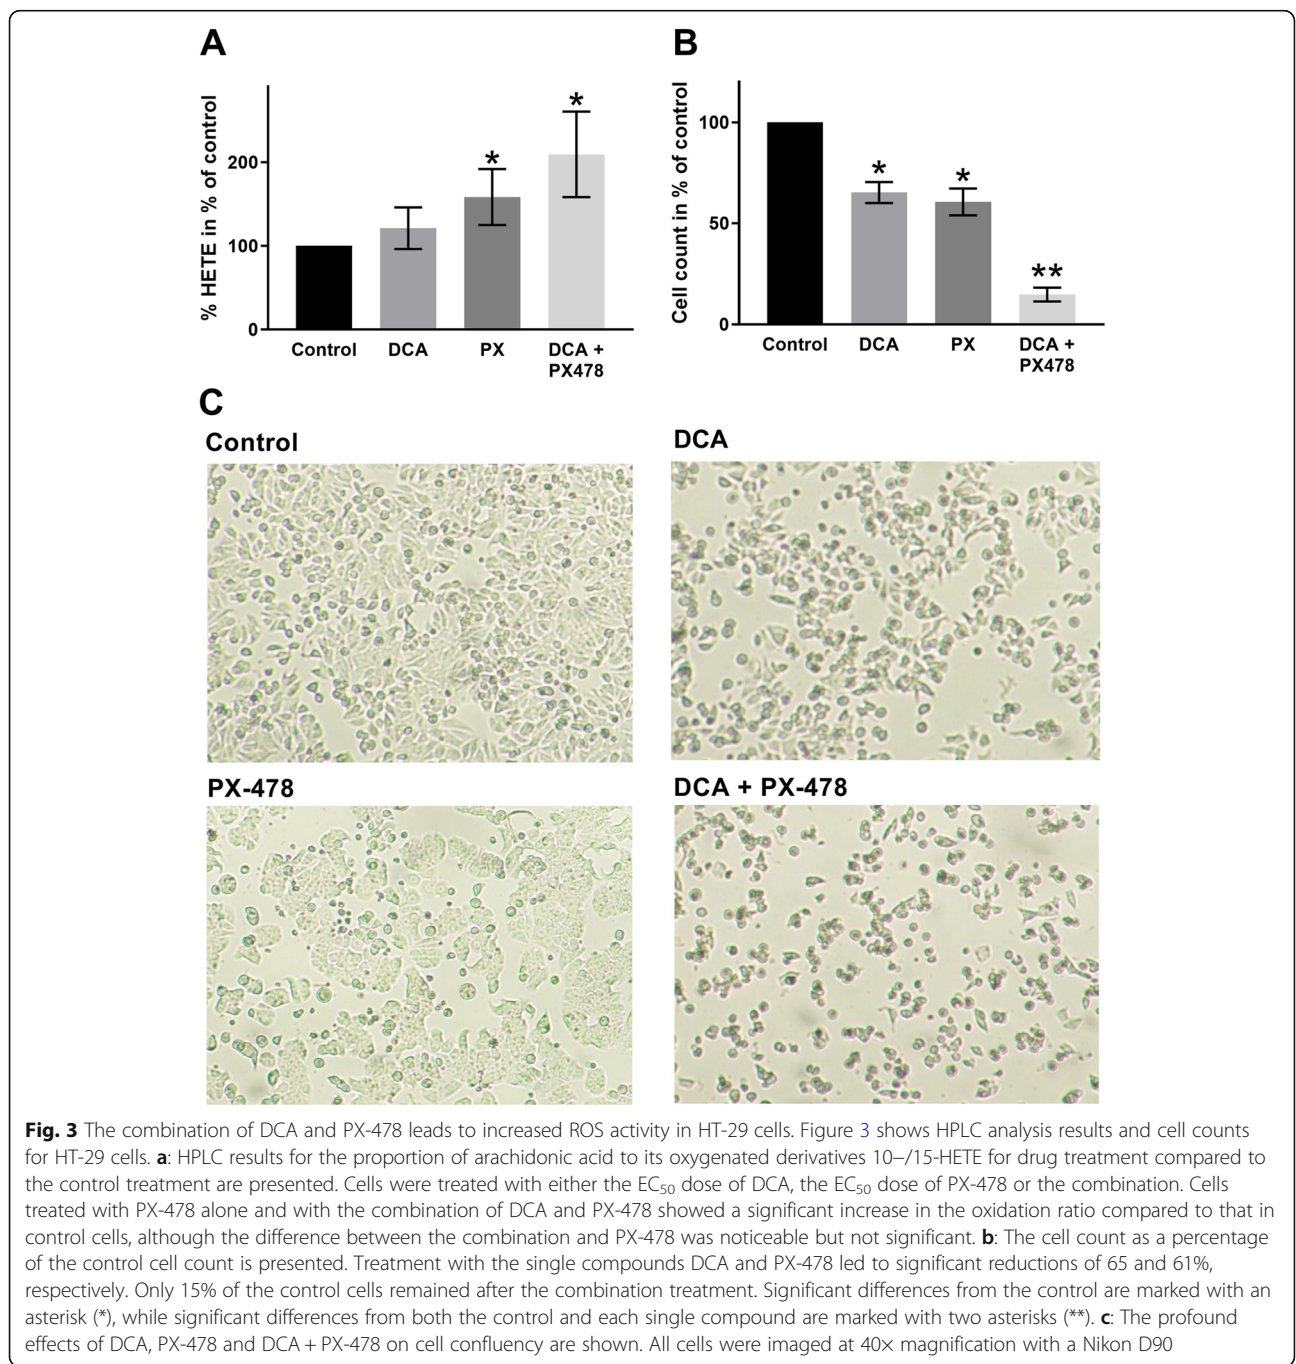 A
% HETE in % of control
200
100
0
*
*
Control
DCA
PX
DCA +
PX478
B
Cell count in % of control
100
50
0
*
*
**
Control
DCA
PX
DCA +
PX478
C
Control
DCA
PX-478
DCA + PX-478
Fig. 3 The combination of DCA and PX-478 leads to increased ROS activity in HT-29 cells. Figure 3 shows HPLC analysis results and cell counts
for HT-29 cells. a: HPLC results for the proportion of arachidonic acid to its oxygenated derivatives 10–/15-HETE for drug treatment compared to
the control treatment are presented. Cells were treated with either the EC50 dose of DCA, the EC50 dose of PX-478 or the combination. Cells
treated with PX-478 alone and with the combination of DCA and PX-478 showed a significant increase in the oxidation ratio compared to that in
control cells, although the difference between the combination and PX-478 was noticeable but not significant. b: The cell count as a percentage
of the control cell count is presented. Treatment with the single compounds DCA and PX-478 led to significant reductions of 65 and 61%,
respectively. Only 15% of the control cells remained after the combination treatment. Significant differences from the control are marked with an
asterisk (*), while significant differences from both the control and each single compound are marked with two asterisks (**). c: The profound
effects of DCA, PX-478 and DCA + PX-478 on cell confluency are shown. All cells were imaged at 40× magnification with a Nikon D90